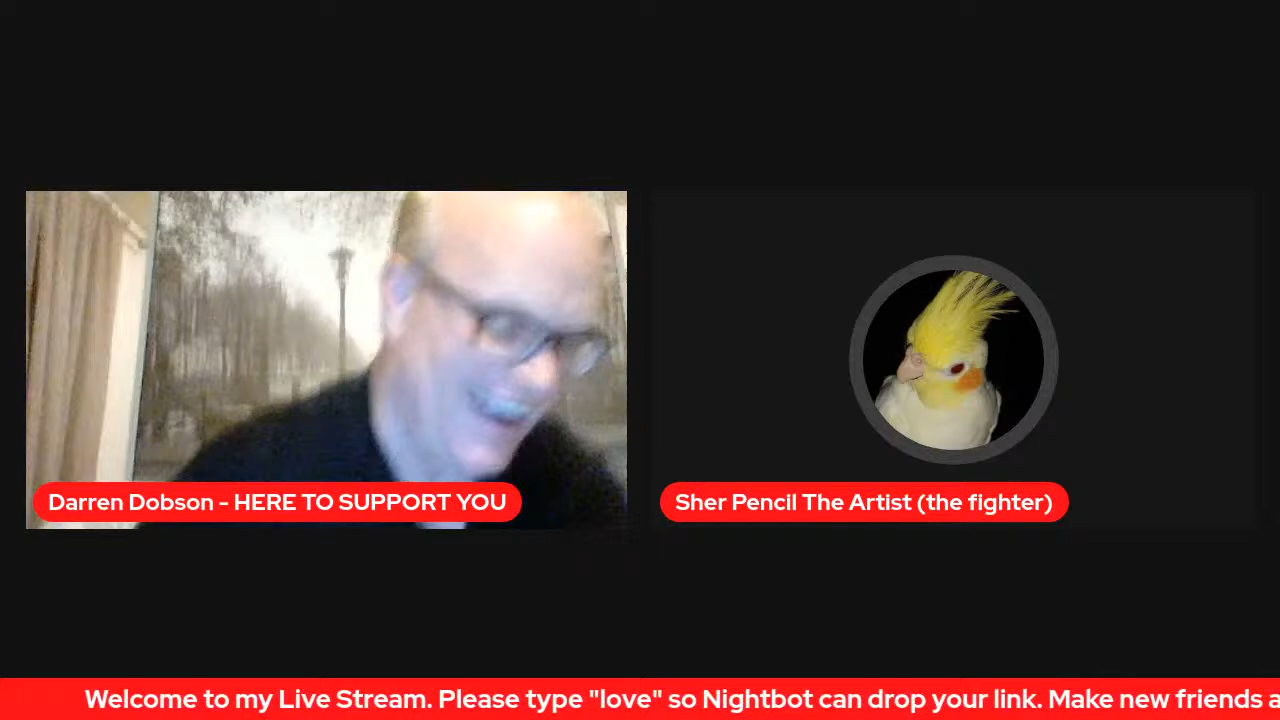 Darren Dobson - HERE TO SUPPORT YOU
Sher Pencil The Artist (the fighter)
Welcome to my Live Stream. Please type "love" so Nightbot can drop your link. Make new friends a